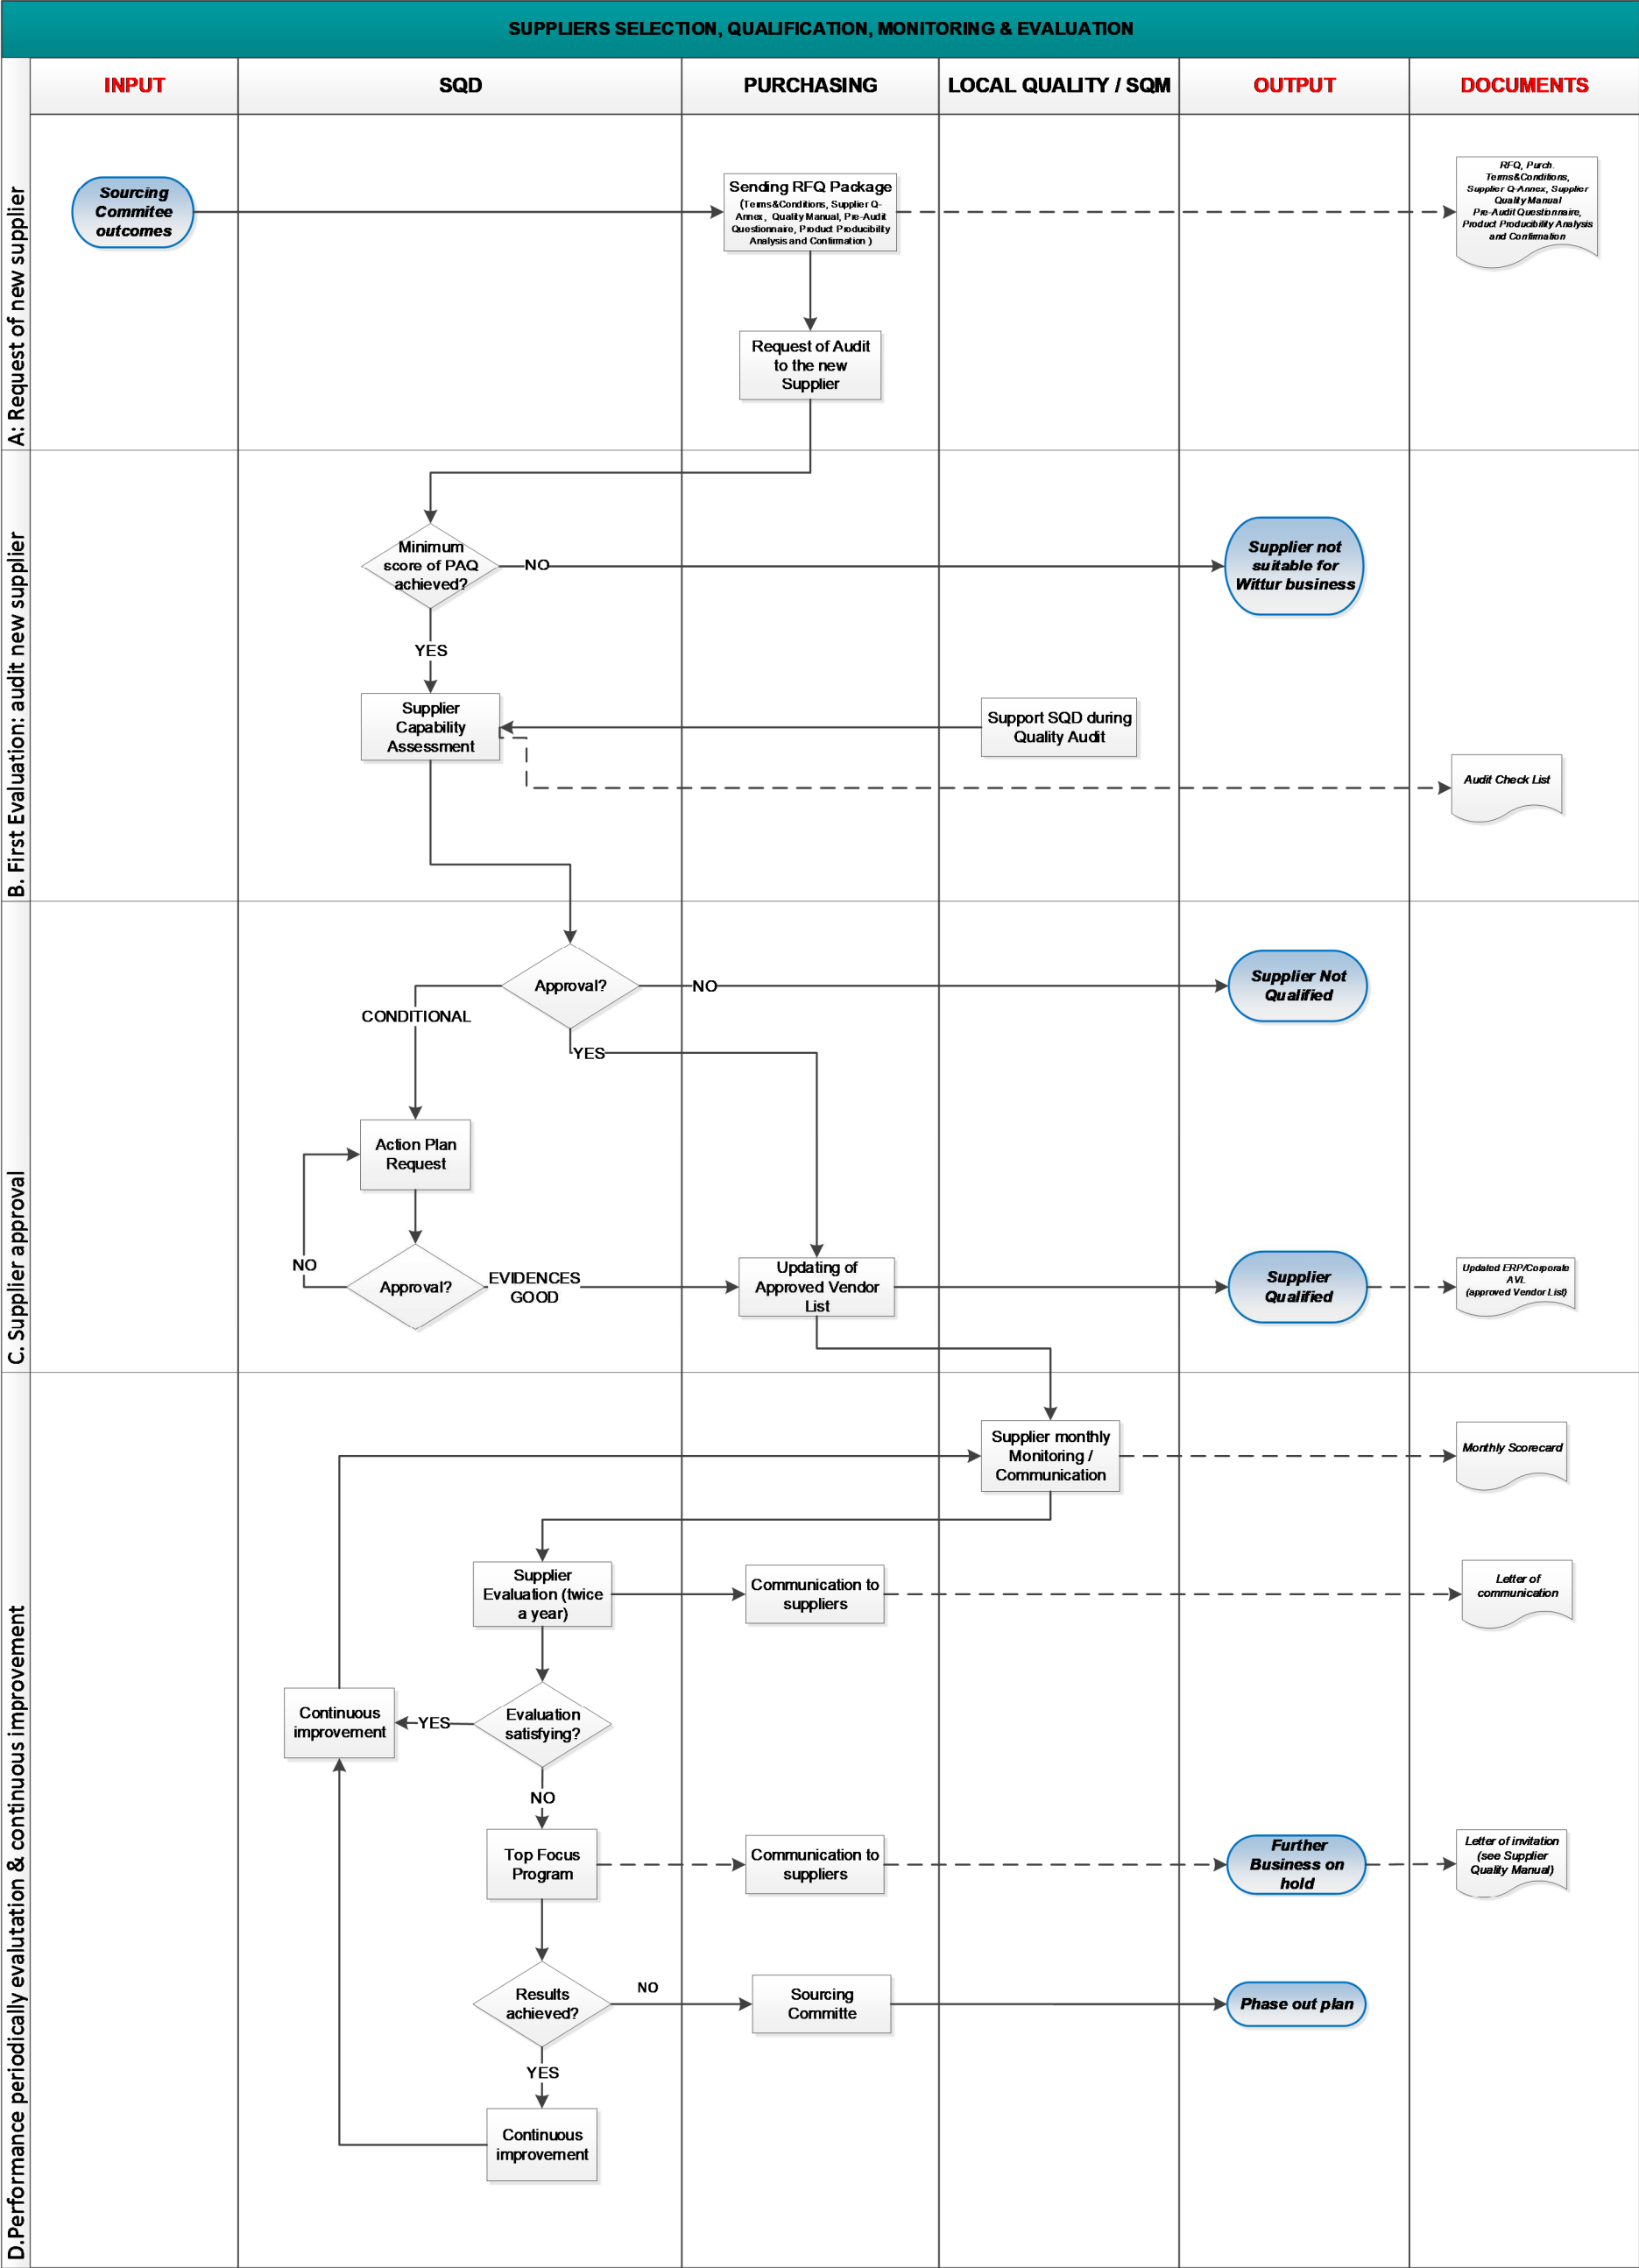 SUPPLIERS SELECTION, QUALIFICATION, MONITORING & EVALUATION
INPUT
SQD
PURCHASING
LOCAL QUALITY / SQM
OUTPUT
DOCUMENTS
A: Request of new supplier
Sourcing
Commitee
outcomes
Sending RFQ Package
(Terms&Conditions, Supplier Q-
Annex, Quality Manual, Pre-Audit
Questionnaire, Product Producibility
Analysis and Confirmation )
RFQ, Purch.
Terms&Conditions,
Supplier Q-Annex, Supplier
Quality Manual
Pre-Audit Questionnaire,
Product Producibility Analysis
and Confirmation
Request of Audit
to the new
Supplier
B. First Evaluation: audit new supplier
Minimum
score of PAQ
achieved?
NO
Supplier not
suitable for
Wittur business
YES
Supplier
Capability
Assessment
Support SQD during
Quality Audit
Audit Check List
C. Supplier approval
Approval?
NO
Supplier Not
Qualified
CONDITIONAL
YES
Action Plan
Request
NO
Approval?
EVIDENCES
GOOD
Updating of
Approved Vendor
List
Supplier
Qualified
Updated ERP/Corporate
AVL
(approved Vendor List)
D.Performance periodically evalutation & continuous improvement
Supplier monthly
Monitoring /
Communication
Monthly Scorecard
Supplier
Evaluation (twice
a year)
Communication to
suppliers
Letter of
communication
Continuous
improvement
YES
Evaluation
satisfying?
NO
Top Focus
Program
Communication to
suppliers
Further
Business on
hold
Letter of invitation
(see Supplier
Quality Manual)
Results
achieved?
NO
Sourcing
Committe
Phase out plan
YES
Continuous
improvement